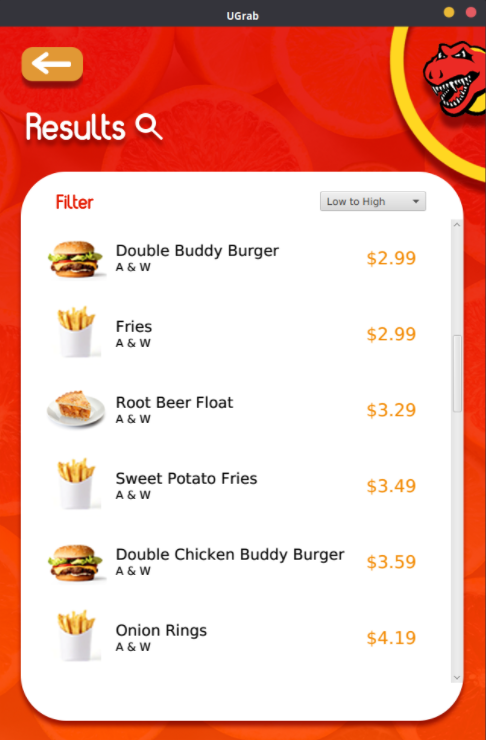 UGrab
Results
Filter
Low to High
Double Buddy Burger
A & W
$2.99
Fries
A & W
$2.99
Root Beer Float
A & W
$3.29
Sweet Potato Fries
A & W
$3.49
Double Chicken Buddy Burger
A & W
$3.59
Onion Rings
A & W
$4.19